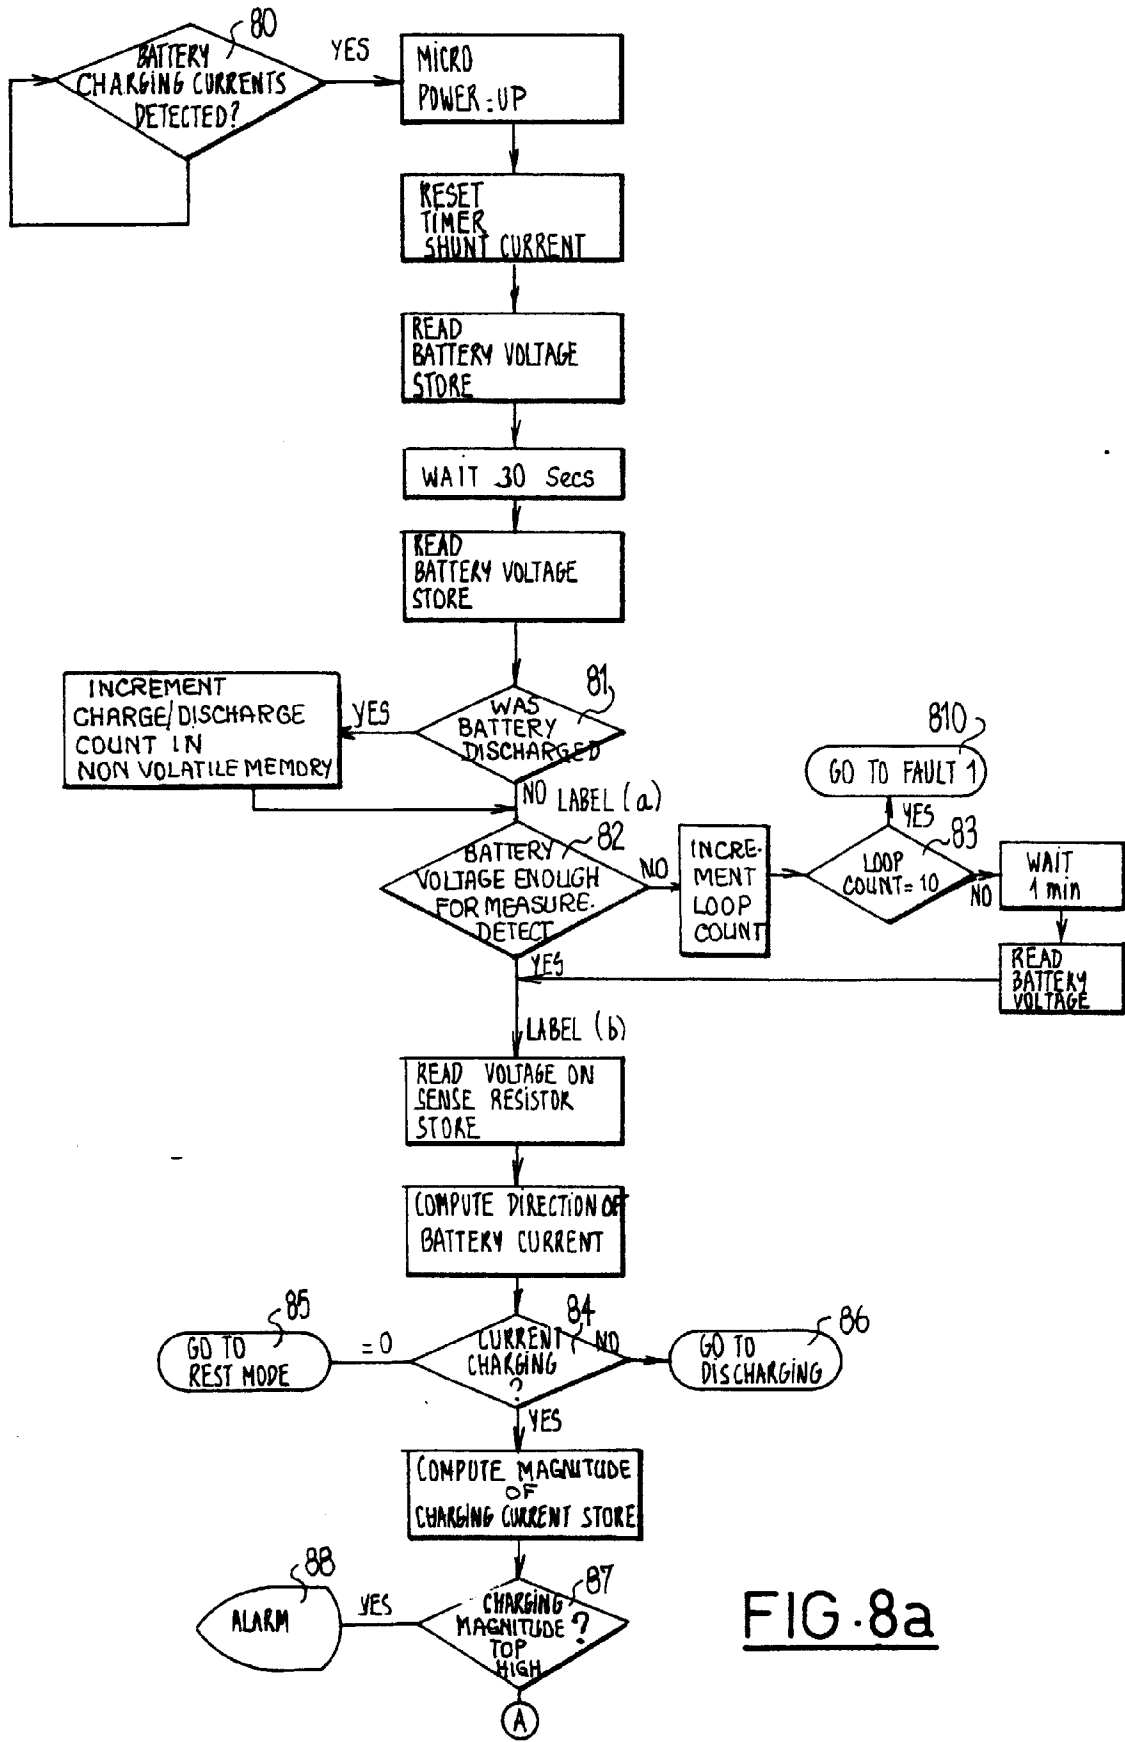 80
BATTERY
CHARGING CURRENTS
DETECTED?
YES
MICRO
POWER=UP
RESET
TIMER
SHUNT CURRENT
READ
BATTERY VOLTAGE
STORE
WAIT 30 Secs
READ
BATTERY VOLTAGE
STORE
81
WAS
BATTERY
DISCHARGED
YES
INCREMENT
CHARGE/DISCHARGE
COUNT IN
NON VOLATILE MEMORY
NO LABEL (a)
82
BATTERY
VOLTAGE ENOUGH
FOR MEASURE.
DETECT
NO
INCRE-
MENT
LOOP
COUNT
810
GO TO FAULT 1
YES
83
LOOP
COUNT=10
NO
WAIT
1 min
READ
BATTERY
VOLTAGE
YES
LABEL (b)
READ VOLTAGE ON
SENSE RESISTOR
STORE
COMPUTE DIRECTION OF
BATTERY CURRENT
84
CURRENT
CHARGING
?
=0
85
GO TO
REST MODE
NO
86
GO TO
DISCHARGING
YES
COMPUTE MAGNITUDE
OF
CHARGING CURRENT STORE
87
CHARGING
MAGNITUDE ?
TOP
HIGH
YES
88
ALARM
A
FIG.8a